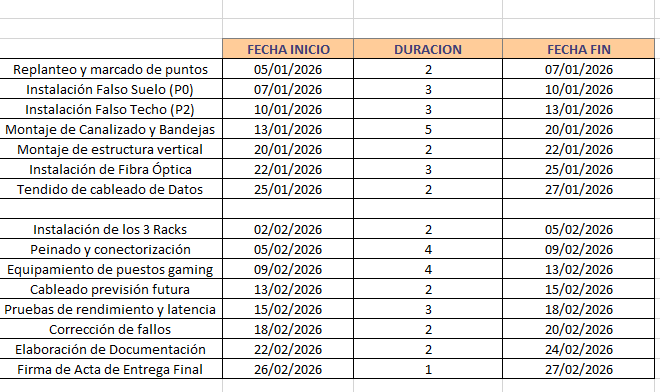 FECHA INICIO DURACION FECHA FIN
Replanteo y marcado de puntos 05/01/2026 2 07/01/2026
Instalación Falso Suelo (P0) 07/01/2026 3 10/01/2026
Instalación Falso Techo (P2) 10/01/2026 3 13/01/2026
Montaje de Canalizado y Bandejas 13/01/2026 5 20/01/2026
Montaje de estructura vertical 20/01/2026 2 22/01/2026
Instalación de Fibra Óptica 22/01/2026 3 25/01/2026
Tendido de cableado de Datos 25/01/2026 2 27/01/2026
Instalación de los 3 Racks 02/02/2026 2 05/02/2026
Peinado y conectorización 05/02/2026 4 09/02/2026
Equipamiento de puestos gaming 09/02/2026 4 13/02/2026
Cableado previsión futura 13/02/2026 2 15/02/2026
Pruebas de rendimiento y latencia 15/02/2026 3 18/02/2026
Corrección de fallos 18/02/2026 2 20/02/2026
Elaboración de Documentación 22/02/2026 2 24/02/2026
Firma de Acta de Entrega Final 26/02/2026 1 27/02/2026